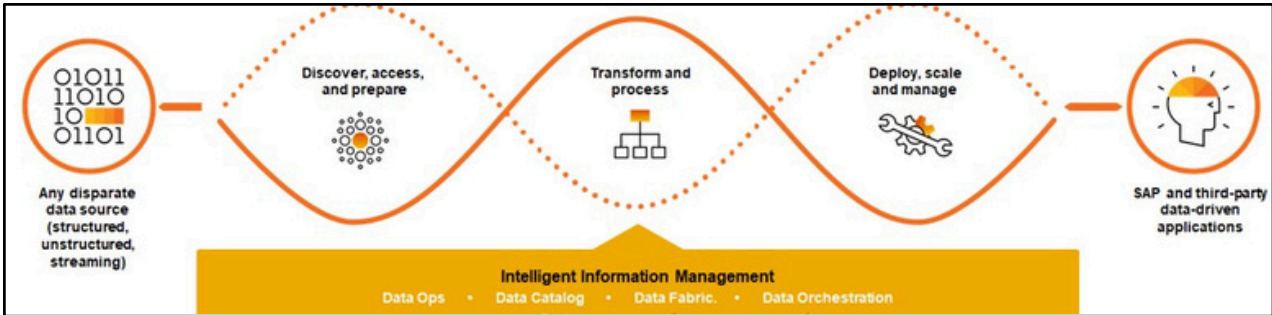 01011
11010
10
01101
Any disparate
data source
(structured,
unstructured,
streaming)
Discover, access,
and prepare
Transform and
process
Deploy, scale
and manage
SAP and third-party
data-driven
applications
Intelligent Information Management
Data Ops • Data Catalog • Data Fabric. • Data Orchestration